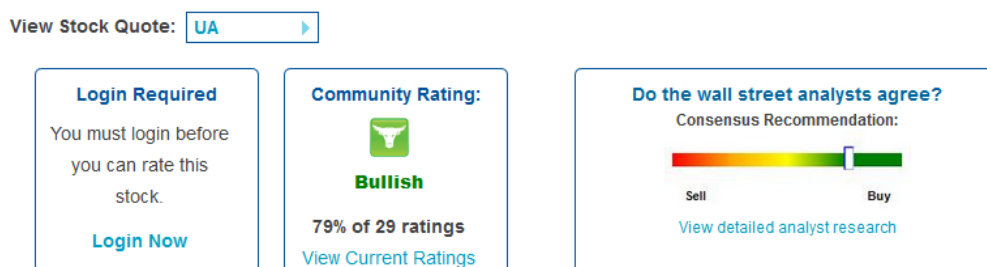 View Stock Quote: UA
Login Required
You must login before
you can rate this
stock.
Login Now
Community Rating:
Bullish
79% of 29 ratings
View Current Ratings
Do the wall street analysts agree?
Consensus Recommendation:
Sell Buy
View detailed analyst research